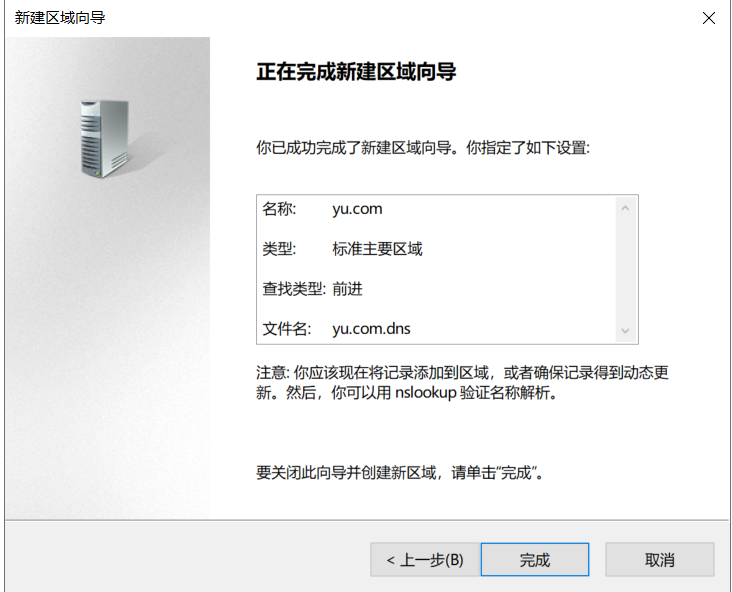 新建区域向导
正在完成新建区域向导
你已成功完成了新建区域向导。你指定了如下设置:
名称: yu.com
类型: 标准主要区域
查找类型: 前进
文件名: yu.com.dns
注意: 你应该现在将记录添加到区域，或者确保记录得到动态更
新。然后，你可以用 nslookup 验证名称解析。
要关闭此向导并创建新区域，请单击"完成"。
< 上一步(B) 完成 取消